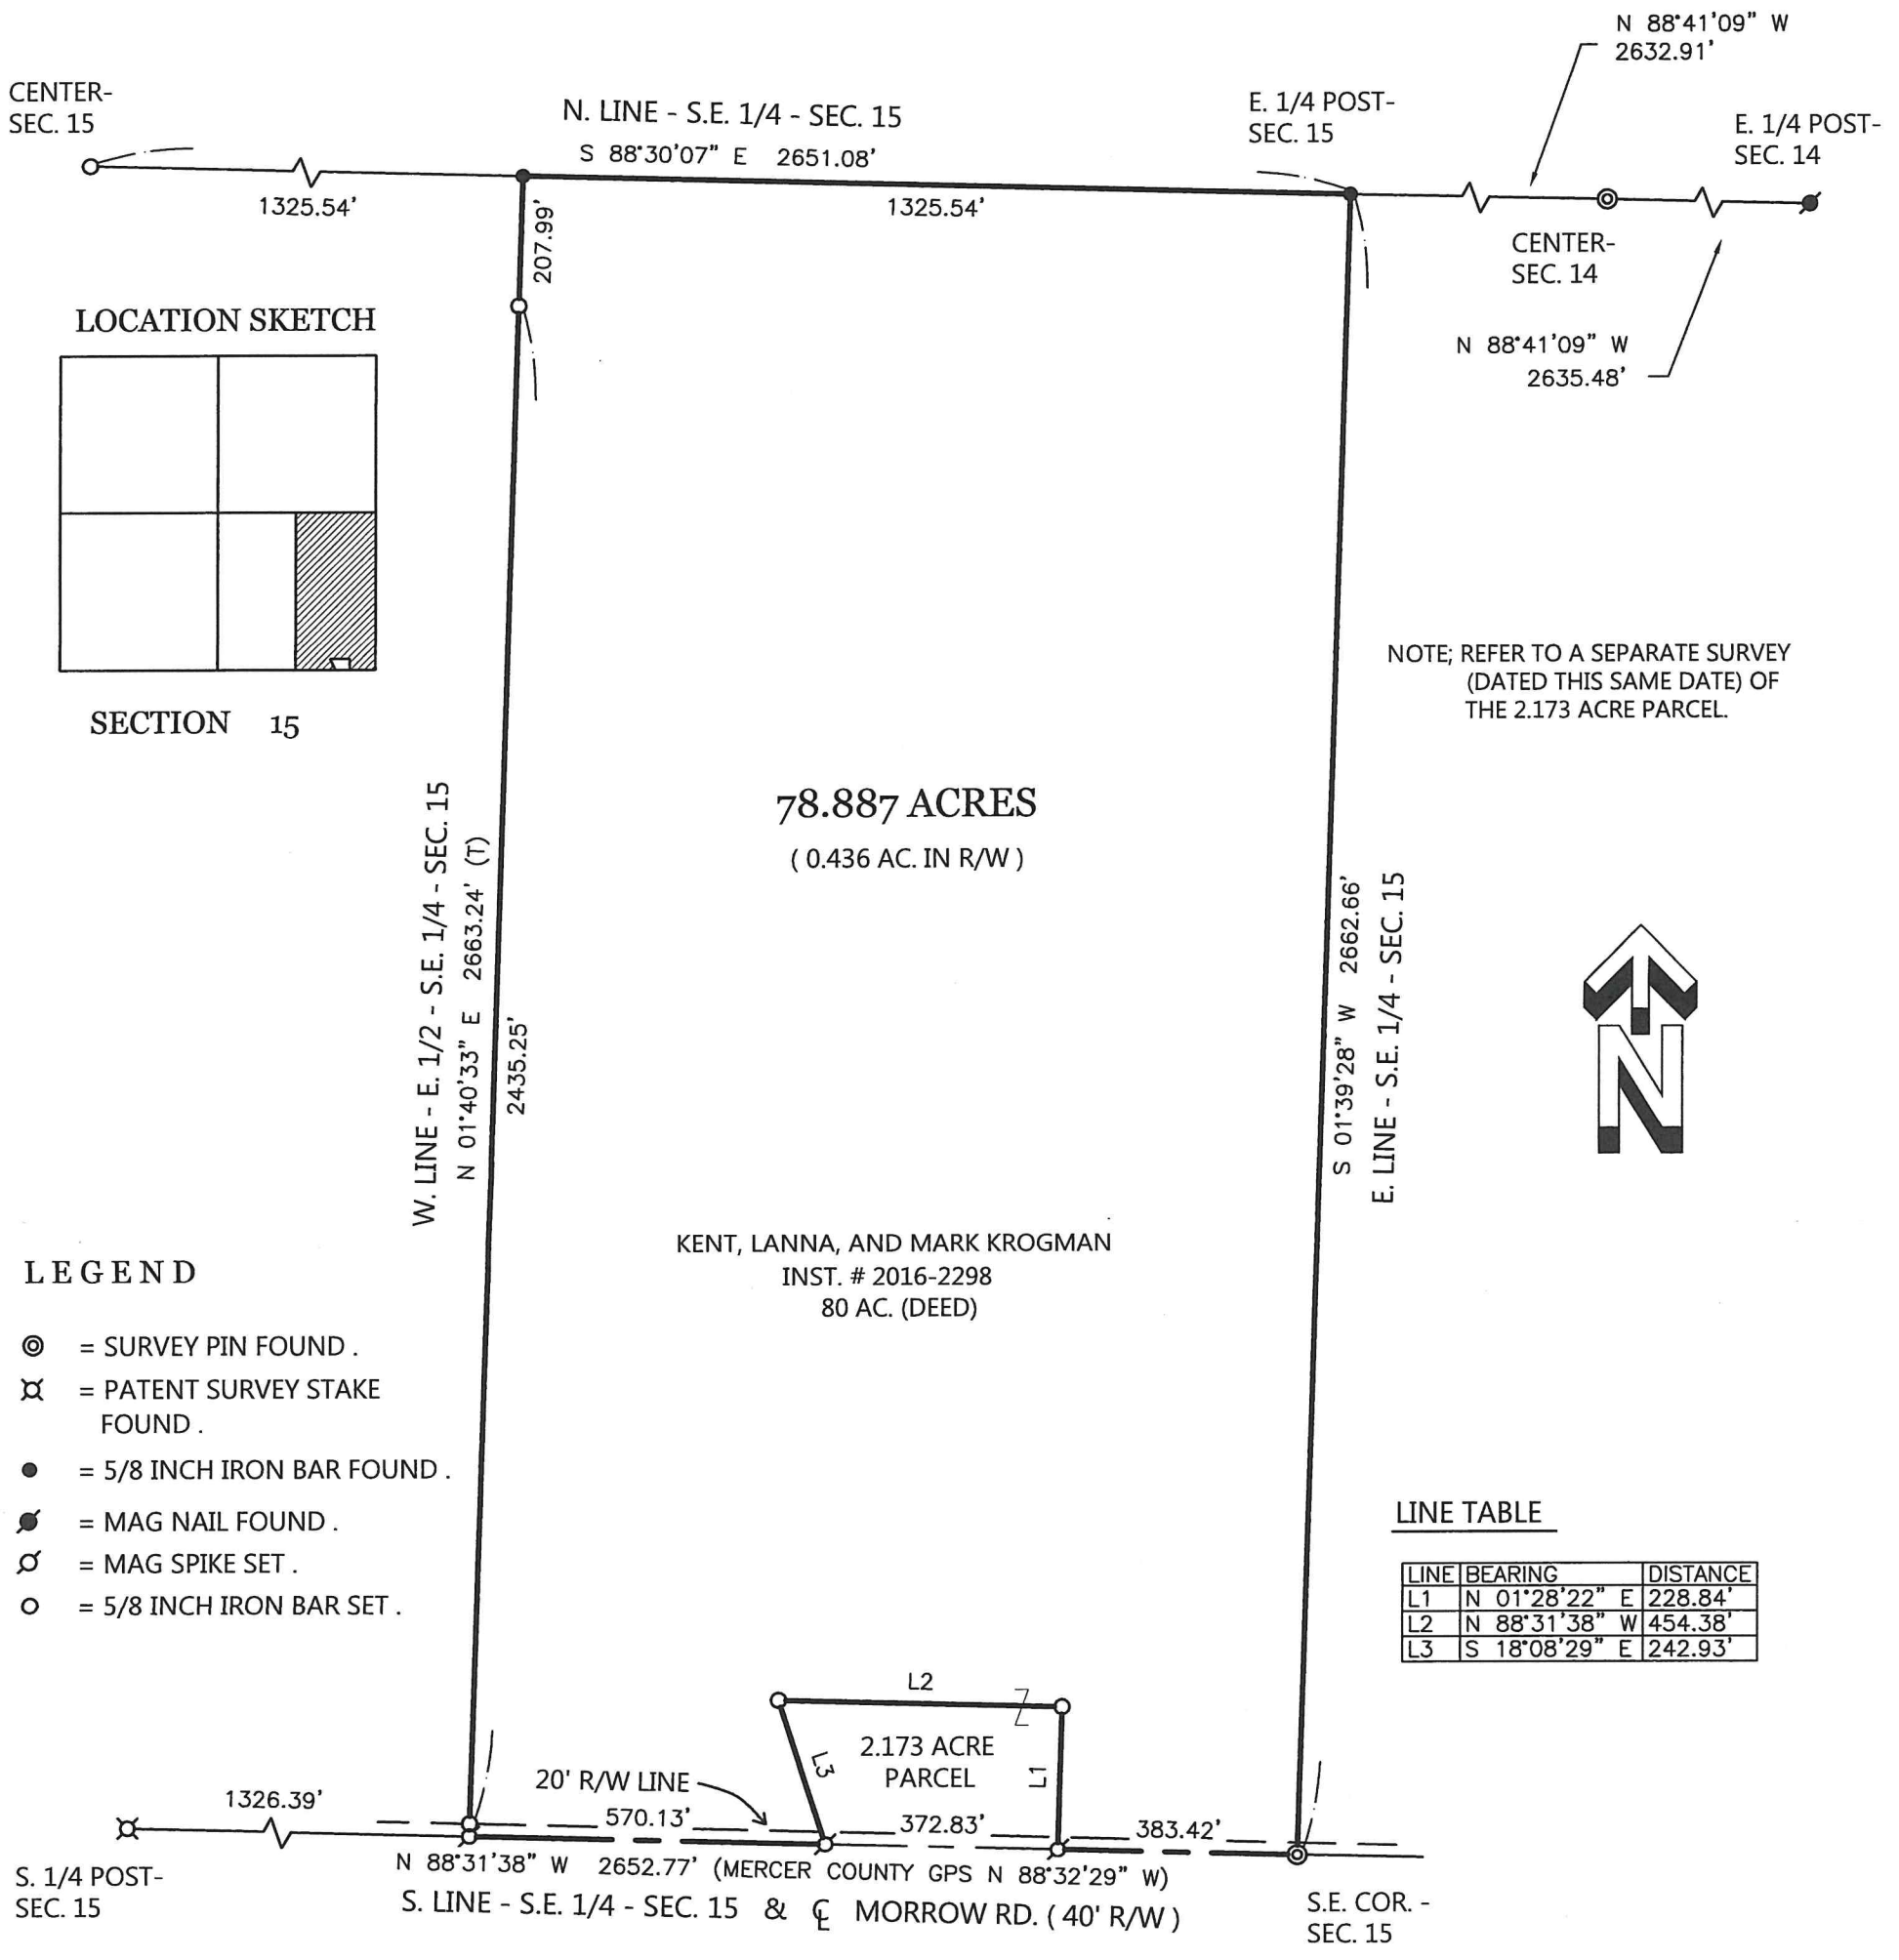 N 88°41'09" W
2632.91'
CENTER-
SEC. 15
N. LINE - S.E. 1/4 - SEC. 15
S 88°30'07" E 2651.08'
E. 1/4 POST-
SEC. 15
E. 1/4 POST-
SEC. 14
1325.54'
1325.54'
207.99'
CENTER-
SEC. 14
N 88°41'09" W
2635.48'
LOCATION SKETCH
SECTION 15
NOTE; REFER TO A SEPARATE SURVEY
(DATED THIS SAME DATE) OF
THE 2.173 ACRE PARCEL.
78.887 ACRES
( 0.436 AC. IN R/W )
W. LINE - E. 1/2 - S.E. 1/4 - SEC. 15
N 01°40'33" E 2663.24' (T)
2435.25'
S 01°39'28" W 2662.66'
E. LINE - S.E. 1/4 - SEC. 15
N
KENT, LANNA, AND MARK KROGMAN
INST. # 2016-2298
80 AC. (DEED)
LEGEND
= SURVEY PIN FOUND .
= PATENT SURVEY STAKE
FOUND .
= 5/8 INCH IRON BAR FOUND .
= MAG NAIL FOUND .
= MAG SPIKE SET .
= 5/8 INCH IRON BAR SET .
LINE TABLE
LINE BEARING DISTANCE
L1 N 01°28'22" E 228.84'
L2 N 88°31'38" W 454.38'
L3 S 18°08'29" E 242.93'
L2
2.173 ACRE
PARCEL
L3
L1
20' R/W LINE
1326.39'
570.13'
372.83'
383.42'
N 88°31'38" W 2652.77' (MERCER COUNTY GPS N 88°32'29" W)
S. LINE - S.E. 1/4 - SEC. 15 & ℄ MORROW RD. ( 40' R/W )
S. 1/4 POST-
SEC. 15
S.E. COR. -
SEC. 15